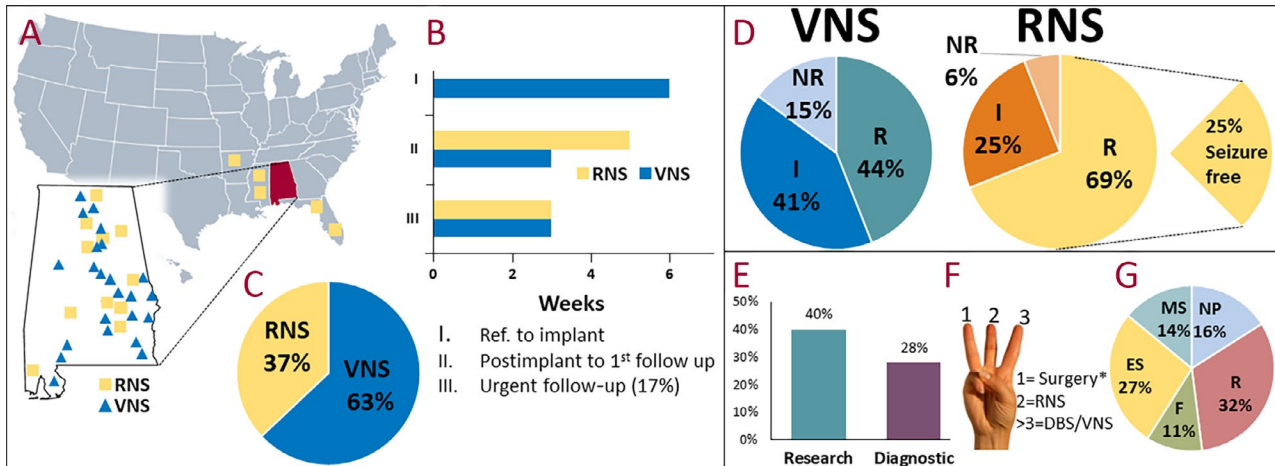 A
RNS
VNS
B
I
II
III
RNS
VNS
0
2
4
6
Weeks
I. Ref. to implant
II. Postimplant to 1st follow up
III. Urgent follow-up (17%)
C
RNS
37%
VNS
63%
D
VNS
NR
15%
I
41%
R
44%
RNS
NR
6%
I
25%
R
69%
25%
Seizure
free
E
50%
40%
30%
20%
10%
0%
40%
28%
Research
Diagnostic
F
1 2 3
1= Surgery*
2=RNS
>3=DBS/VNS
G
MS
14%
NP
16%
ES
27%
R
32%
F
11%